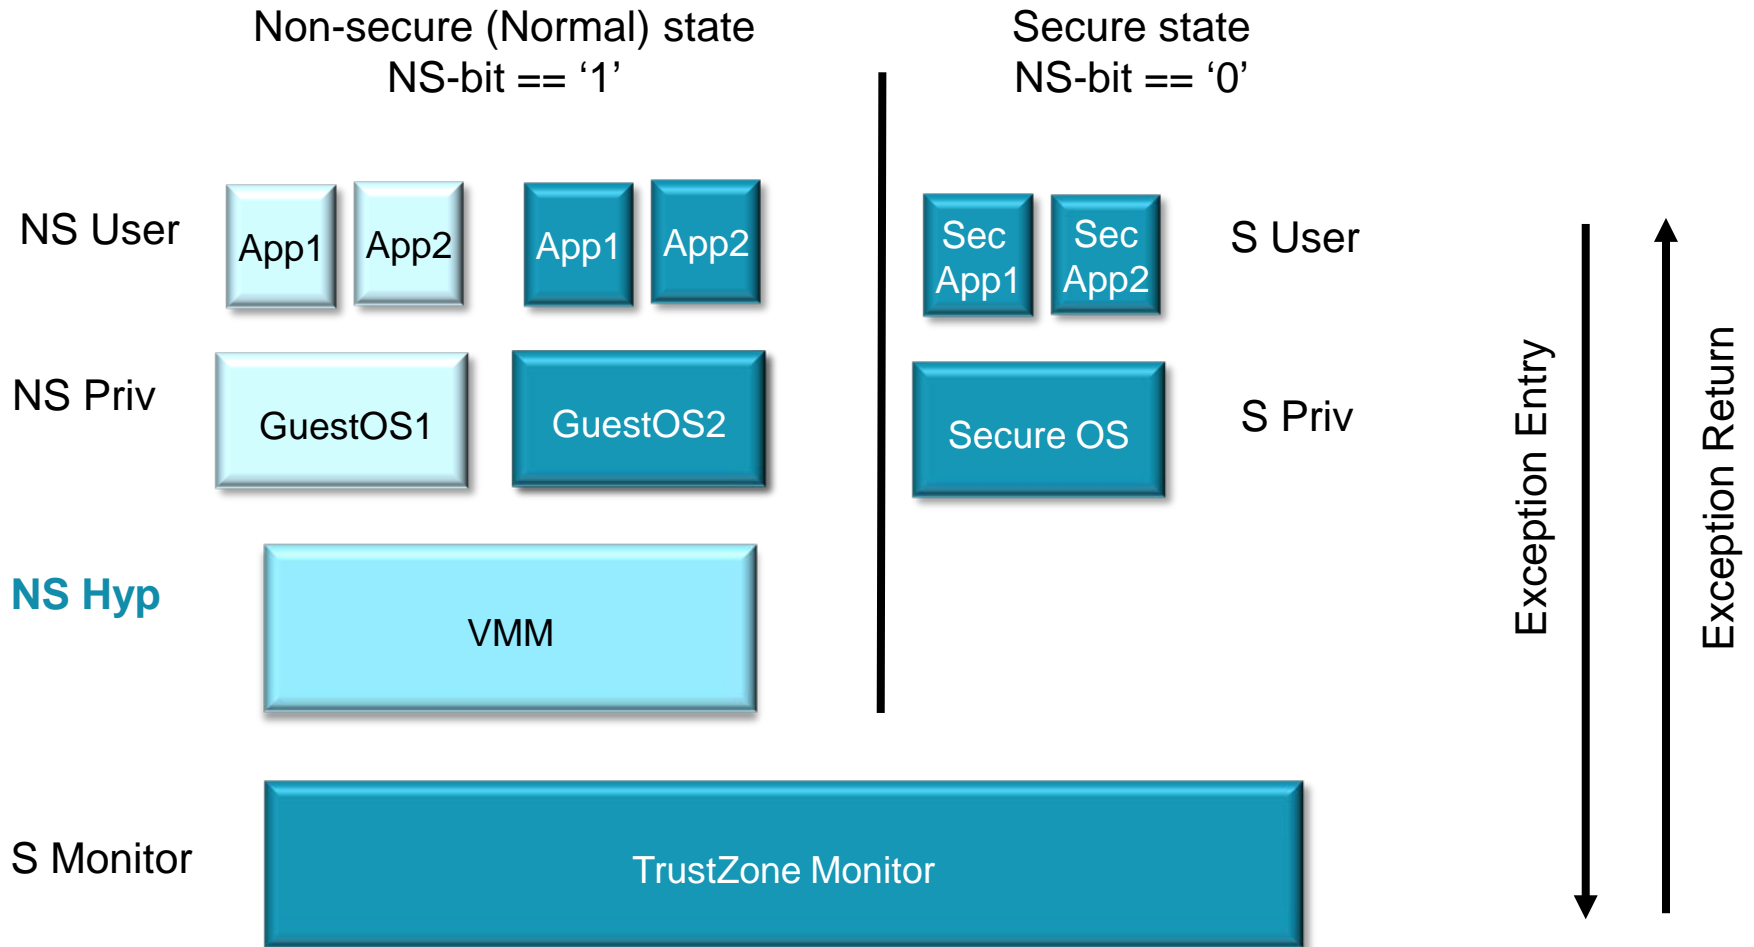 Non-secure (Normal) state
NS-bit == ‘1’
Secure state
NS-bit == ‘0’
NS User
App1
App2
App1
App2
Sec
App1
Sec
App2
S User
NS Priv
GuestOS1
GuestOS2
Secure OS
S Priv
NS Hyp
VMM
S Monitor
TrustZone Monitor
Exception Entry
Exception Return